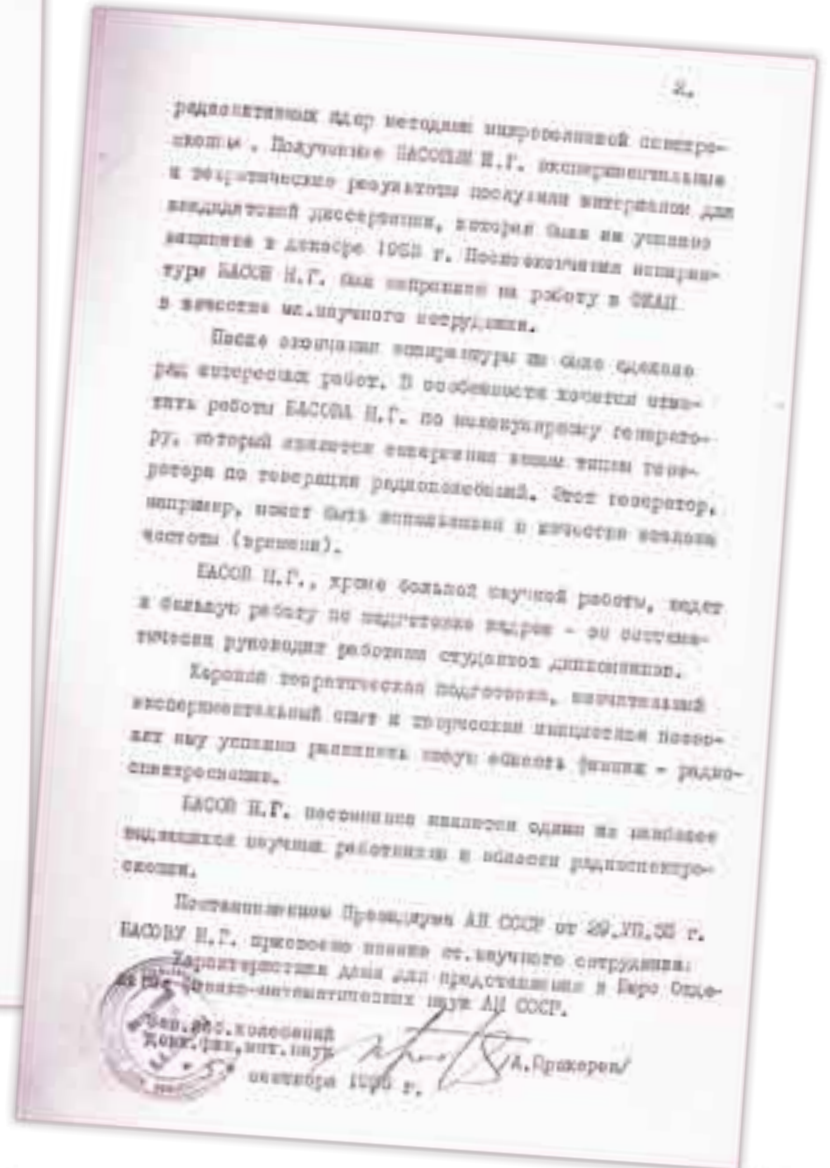 2.
радиоактивных ядер методами микроволновой спектро-
скопии. Полученные БАСОВЫМ Н.Г. экспериментальные
и теоретические результаты послужили материалом для
кандидатской диссертации, которая была им успешно
защищена в декабре 1953 г. После окончания аспиран-
туры БАСОВ Н.Г. был направлен на работу в ФИАН
в качестве мл.научного сотрудника.
После окончания аспирантуры им было сделано
ряд интересных работ. В особенности хочется отме-
тить работы БАСОВА Н.Г. по молекулярному генерато-
ру, который является совершенно новым типом гене-
ратора по генерации радиоколебаний. Этот генератор,
например, может быть использован в качестве эталона
частоты (времени).
БАСОВ Н.Г., кроме большой научной работы, ведет
и большую работу по подготовке кадров - он система-
тически руководит работами студентов дипломников.
Хорошая теоретическая подготовка, значительный
экспериментальный опыт и творческая инициатива позво-
ляют ему успешно развивать новую область физики - радио-
спектроскопию.
БАСОВ Н.Г. несомненно является одним из наиболее
выдающихся научных работников в области радиоспектро-
скопии.
Постановлением Президиума АН СССР от 29.VII.55 г.
БАСОВУ Н.Г. присвоено звание ст.научного сотрудника.
Характеристика дана для представления в Бюро Отде-
ления физико-математических наук АН СССР.
Зав.лаб.колебаний
докт.физ.мат.наук /А.Прохоров/
"5" сентября г.